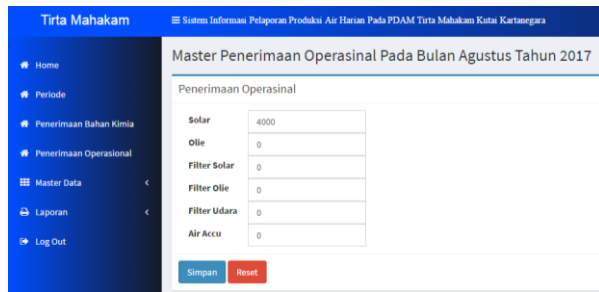 Tirta Mahakam
Sistem Informasi Pelaporan Produksi Air Harian Pada PDAM Tirta Mahakam Kutai Kartanegara
Home
Periode
Penerimaan Bahan Kimia
Penerimaan Operasional
Master Data
Laporan
Log Out
Master Penerimaan Operasinal Pada Bulan Agustus Tahun 2017
Penerimaan Operasinal
Solar 4000
Olie 0
Filter Solar 0
Filter Olie 0
Filter Udara 0
Air Accu 0
Simpan Reset